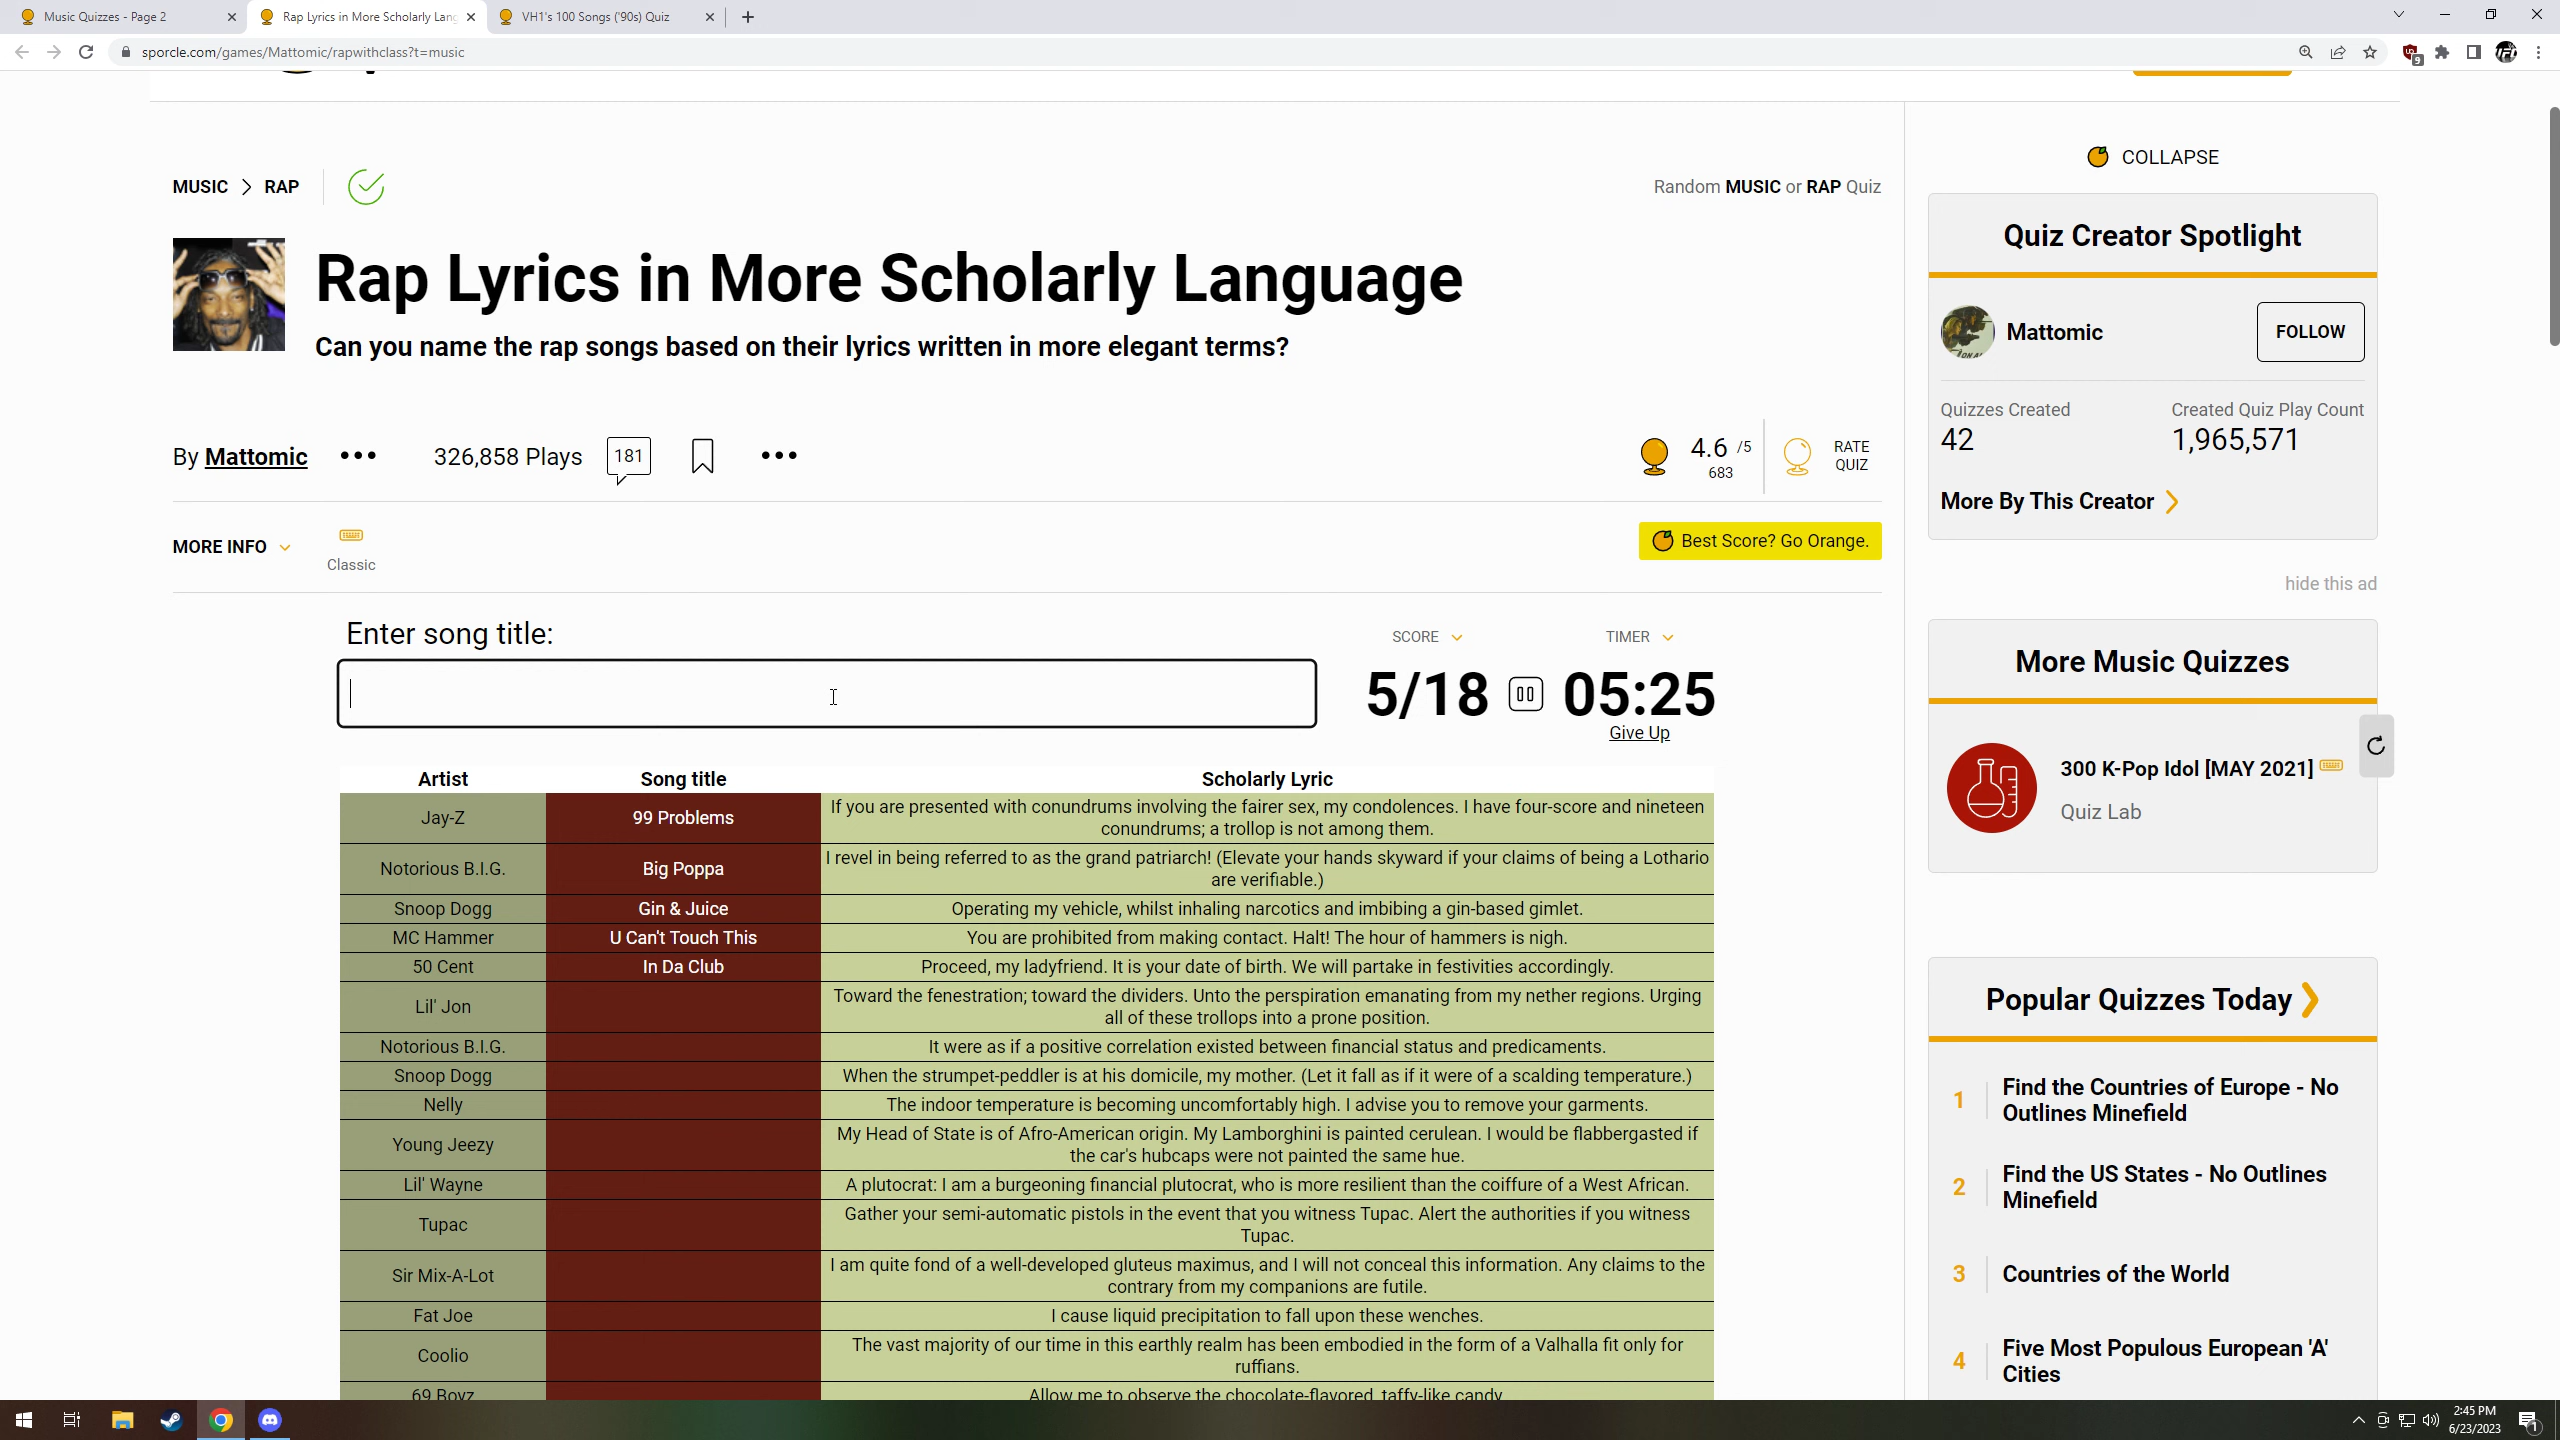 Music Quizzes - Page 2
Rap Lyrics in More Scholarly Lang
VH1's 100 Songs ('90s) Quiz
sporcle.com/games/Mattomic/rapwithclass?t=music
9
COLLAPSE
MUSIC > RAP
Random MUSIC or RAP Quiz
Quiz Creator Spotlight
Rap Lyrics in More Scholarly Language
Can you name the rap songs based on their lyrics written in more elegant terms?
Mattomic
FOLLOW
Quizzes Created
Created Quiz Play Count
42
1,965,571
By Mattomic
326,858 Plays
181
4.6 /5
683
RATE
QUIZ
More By This Creator
MORE INFO
Classic
Best Score? Go Orange.
hide this ad
Enter song title:
SCORE
TIMER
5/18
05:25
Give Up
More Music Quizzes
300 K-Pop Idol [MAY 2021]
Quiz Lab
Artist Song title Scholarly Lyric
Jay-Z 99 Problems If you are presented with conundrums involving the fairer sex, my condolences. I have four-score and nineteen
conundrums; a trollop is not among them.
Notorious B.I.G. Big Poppa I revel in being referred to as the grand patriarch! (Elevate your hands skyward if your claims of being a Lothario
are verifiable.)
Snoop Dogg Gin & Juice Operating my vehicle, whilst inhaling narcotics and imbibing a gin-based gimlet.
MC Hammer U Can't Touch This You are prohibited from making contact. Halt! The hour of hammers is nigh.
50 Cent In Da Club Proceed, my ladyfriend. It is your date of birth. We will partake in festivities accordingly.
Lil' Jon Toward the fenestration; toward the dividers. Unto the perspiration emanating from my nether regions. Urging
all of these trollops into a prone position.
Notorious B.I.G. It were as if a positive correlation existed between financial status and predicaments.
Snoop Dogg When the strumpet-peddler is at his domicile, my mother. (Let it fall as if it were of a scalding temperature.)
Nelly The indoor temperature is becoming uncomfortably high. I advise you to remove your garments.
Young Jeezy My Head of State is of Afro-American origin. My Lamborghini is painted cerulean. I would be flabbergasted if
the car's hubcaps were not painted the same hue.
Lil' Wayne A plutocrat: I am a burgeoning financial plutocrat, who is more resilient than the coiffure of a West African.
Tupac Gather your semi-automatic pistols in the event that you witness Tupac. Alert the authorities if you witness
Tupac.
Sir Mix-A-Lot I am quite fond of a well-developed gluteus maximus, and I will not conceal this information. Any claims to the
contrary from my companions are futile.
Fat Joe I cause liquid precipitation to fall upon these wenches.
Coolio The vast majority of our time in this earthly realm has been embodied in the form of a Valhalla fit only for
ruffians.
69 Boyz Allow me to observe the chocolate-flavored, taffy-like candy
Popular Quizzes Today
1 Find the Countries of Europe - No
Outlines Minefield
2 Find the US States - No Outlines
Minefield
3 Countries of the World
4 Five Most Populous European 'A'
Cities
2:45 PM
6/23/2023
1